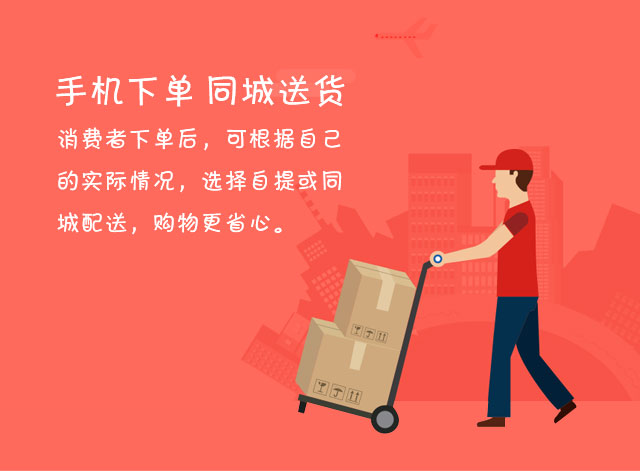 手机下单 同城送货
消费者下单后，可根据自己
的实际情况，选择自提或同
城配送，购物更省心。